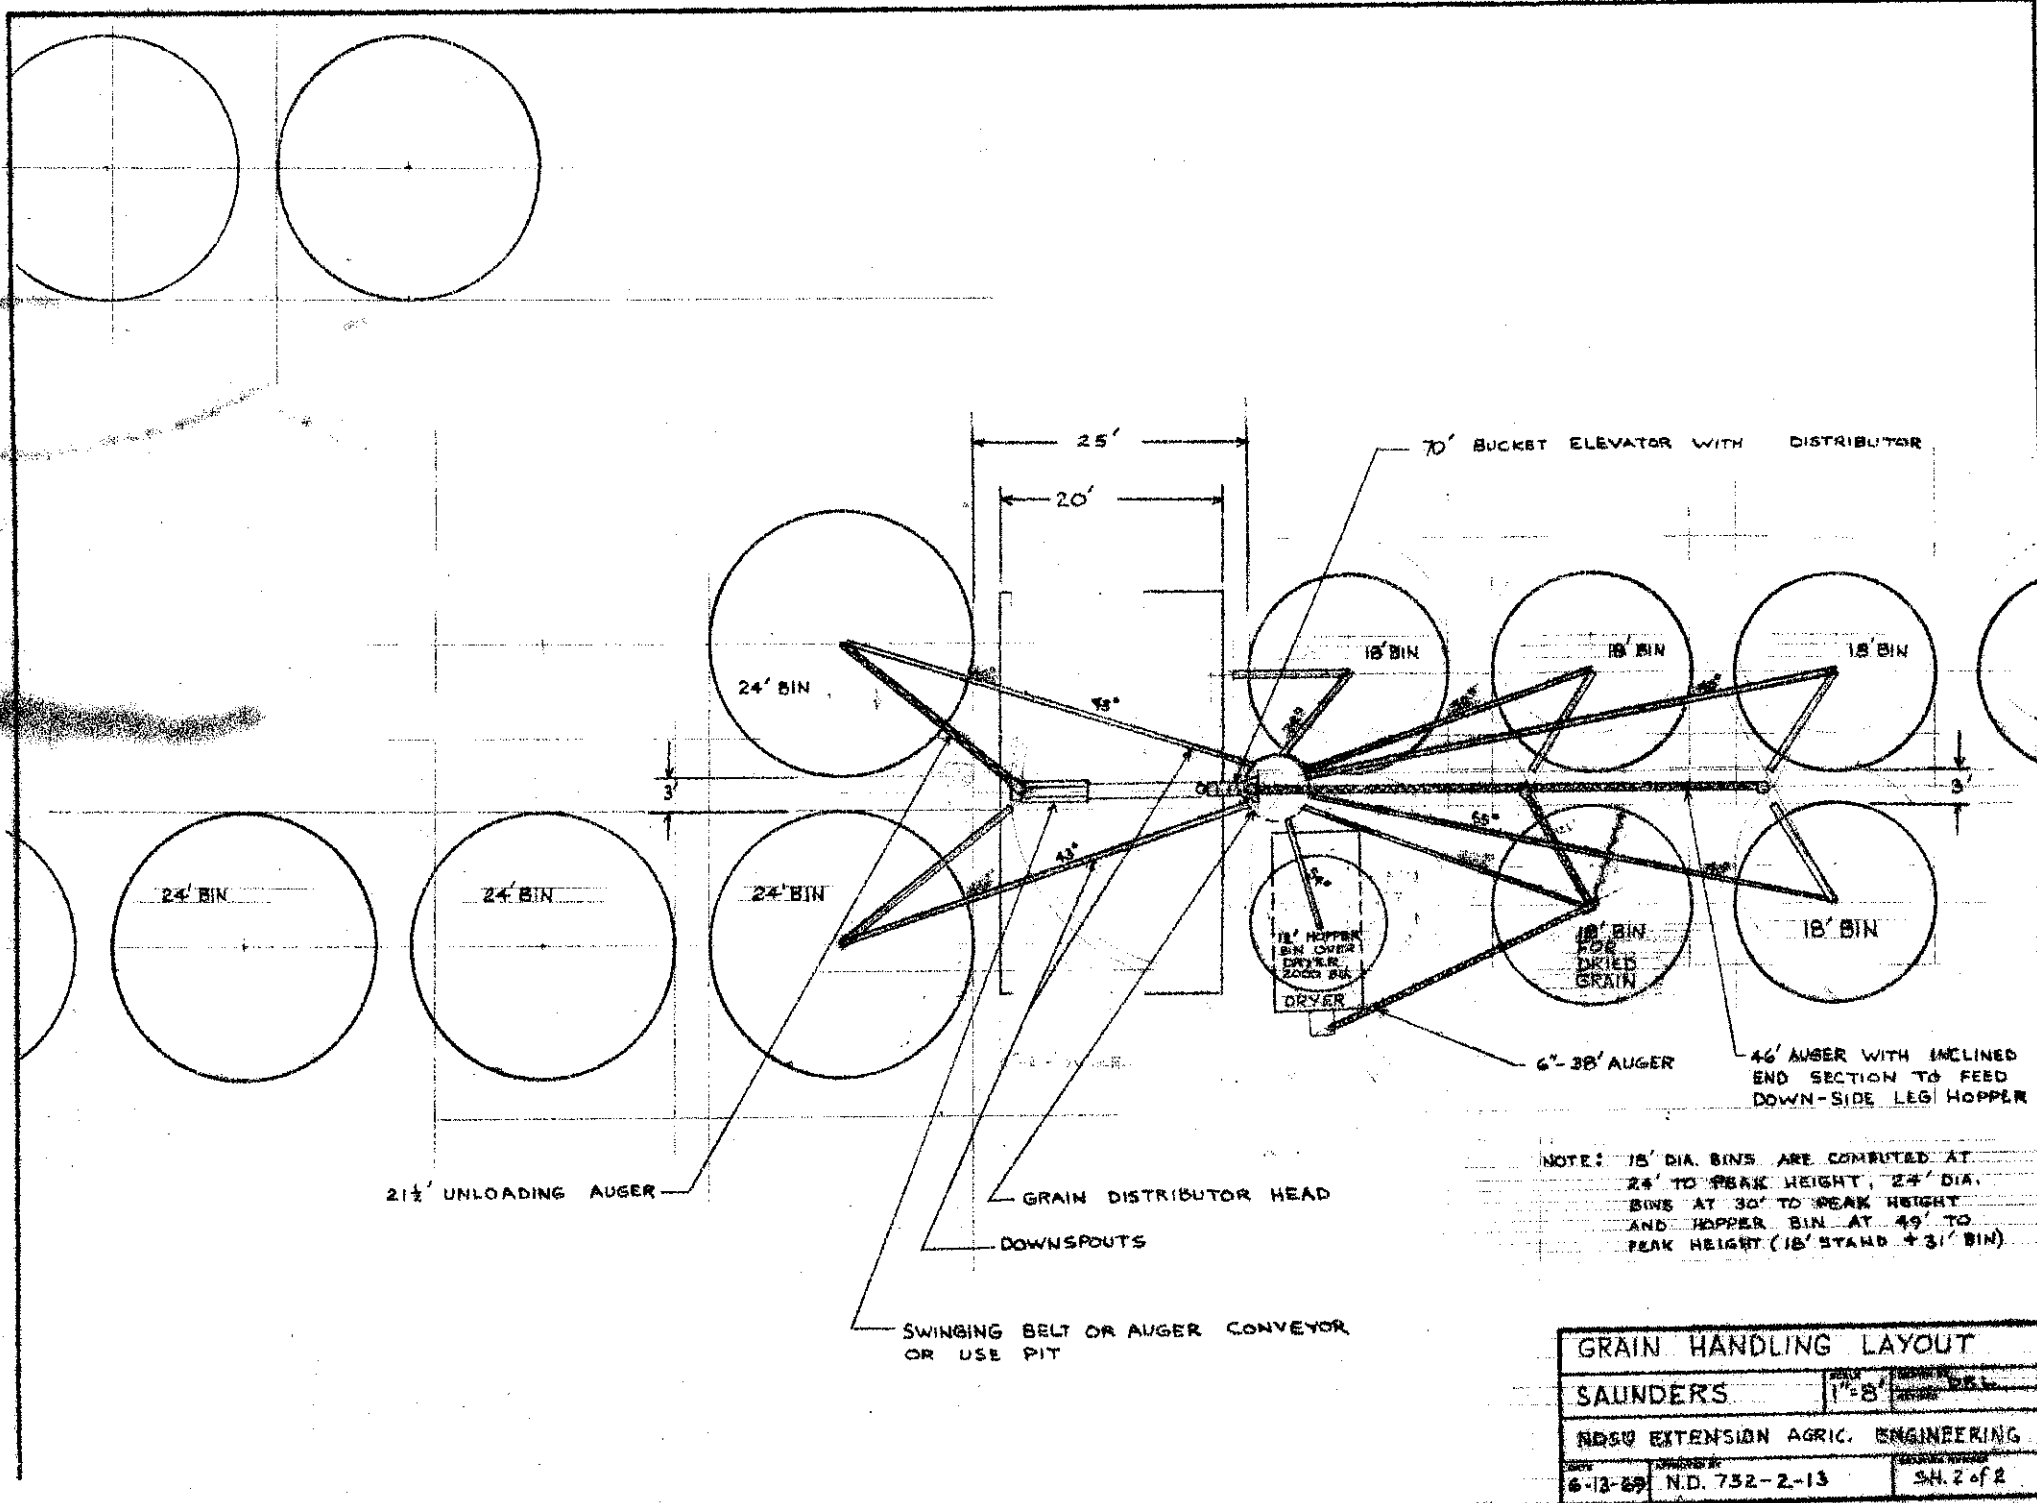 25'
20'
70' BUCKET ELEVATOR WITH DISTRIBUTOR
24' BIN
18' BIN
18' BIN
18' BIN
3'
3'
24' BIN
24' BIN
24' BIN
12' HOPPER
BIN OVER
DRYER
2000 BU.
DRYER
18' BIN
FOR
DRIED
GRAIN
18' BIN
6"-38' AUGER
46' AUGER WITH INCLINED
END SECTION TO FEED
DOWN-SIDE LEG HOPPER
21½' UNLOADING AUGER
GRAIN DISTRIBUTOR HEAD
DOWNSPOUTS
SWINGING BELT OR AUGER CONVEYOR
OR USE PIT
NOTE: 18' DIA. BINS ARE COMPUTED AT
24' TO PEAK HEIGHT, 24' DIA.
BINS AT 30' TO PEAK HEIGHT
AND HOPPER BIN AT 49' TO
PEAK HEIGHT (18' STAND + 31' BIN)
GRAIN HANDLING LAYOUT
SAUNDERS 1"=8'
NDSU EXTENSION AGRIC. ENGINEERING
N.D. 732-2-13 SH. 2 of 2